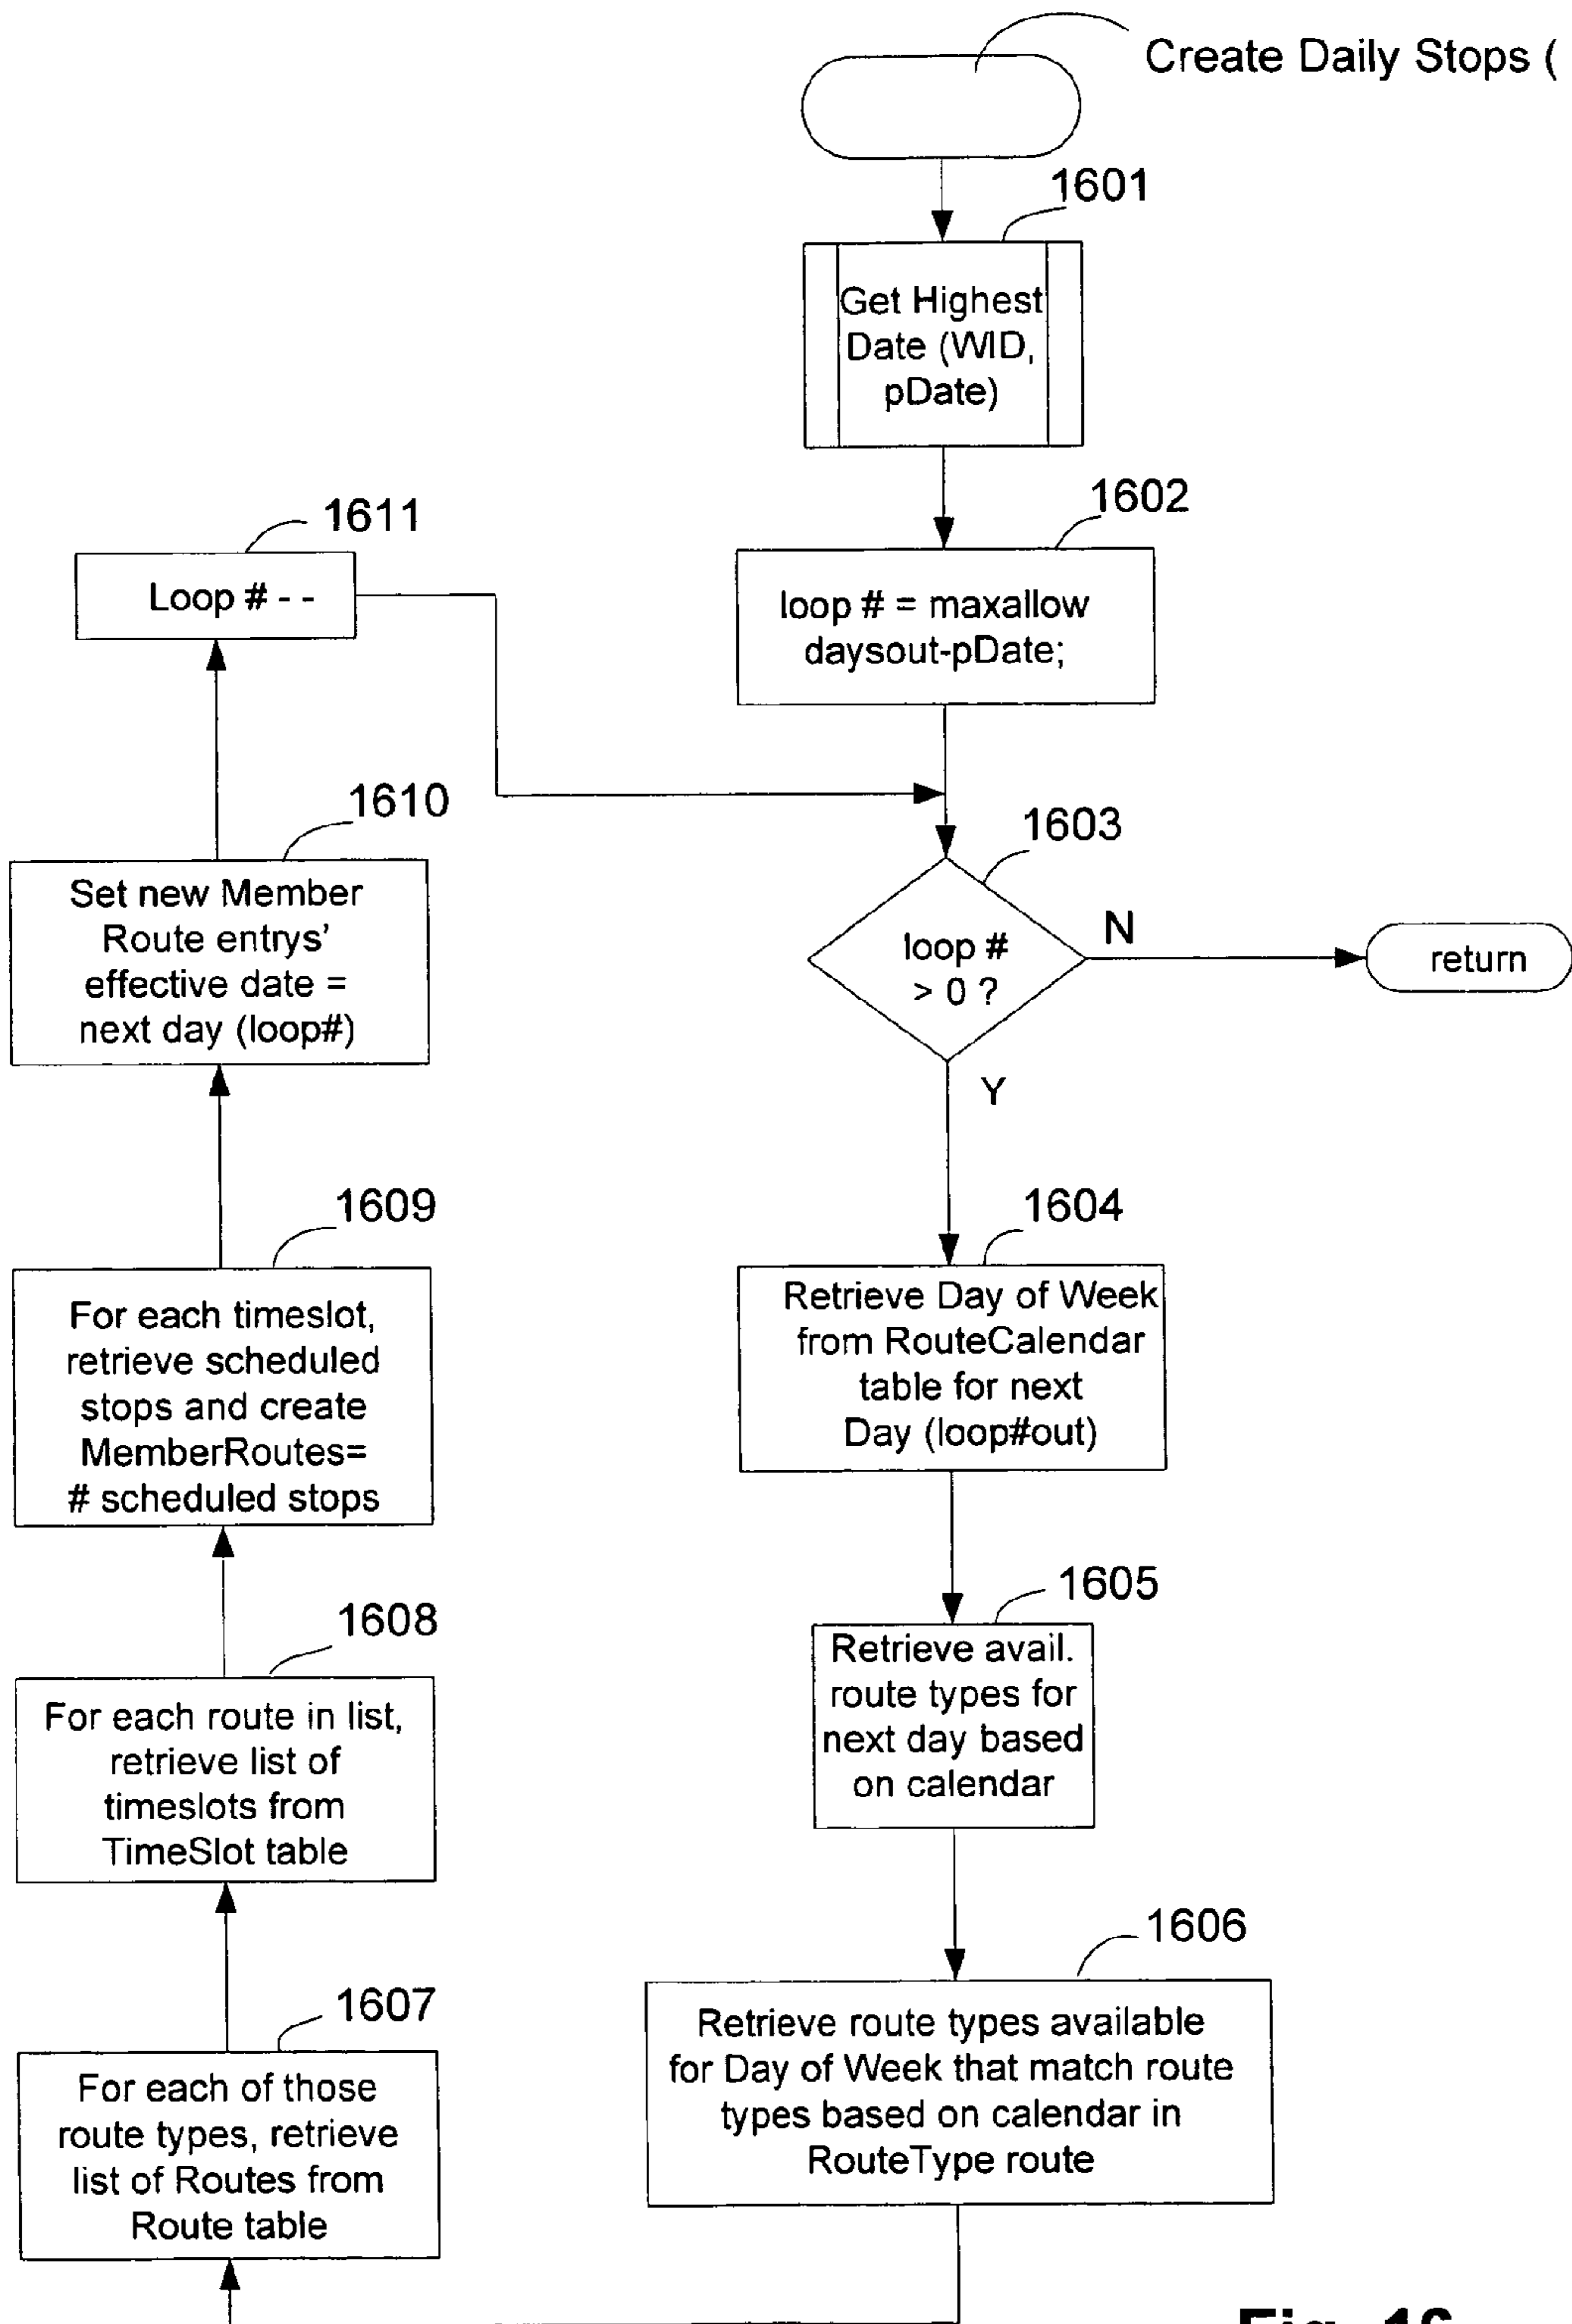 Create Daily Stops (
1601
Get Highest
Date (WID,
pDate)
1602
loop # = maxallow
daysout-pDate;
1603
loop #
> 0 ?
N
return
Y
1604
Retrieve Day of Week
from RouteCalendar
table for next
Day (loop#out)
1605
Retrieve avail.
route types for
next day based
on calendar
1606
Retrieve route types available
for Day of Week that match route
types based on calendar in
RouteType route
1607
For each of those
route types, retrieve
list of Routes from
Route table
1608
For each route in list,
retrieve list of
timeslots from
TimeSlot table
1609
For each timeslot,
retrieve scheduled
stops and create
MemberRoutes=
# scheduled stops
1610
Set new Member
Route entrys'
effective date =
next day (loop#)
1611
Loop # - -
Fig. 16